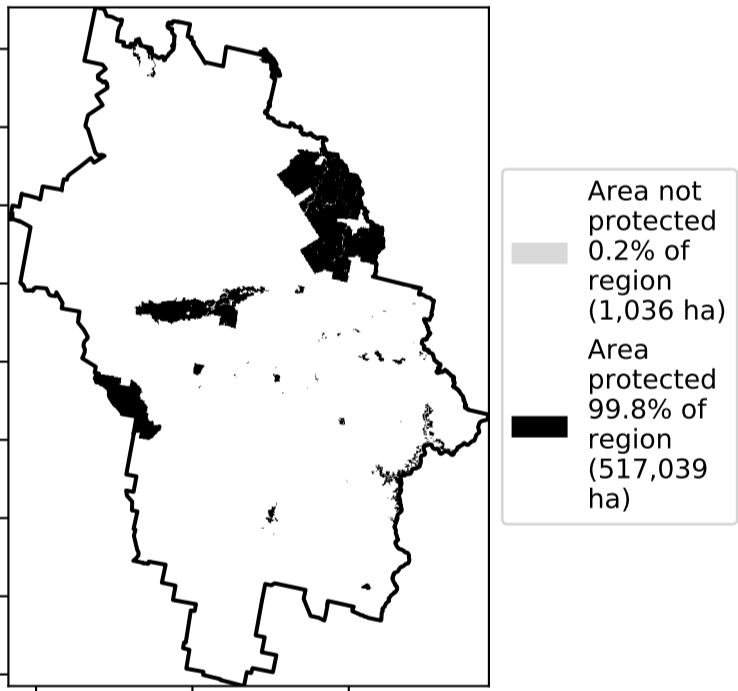 Area not
protected
0.2% of
region
(1,036 ha)
Area
protected
99.8% of
region
(517,039
ha)